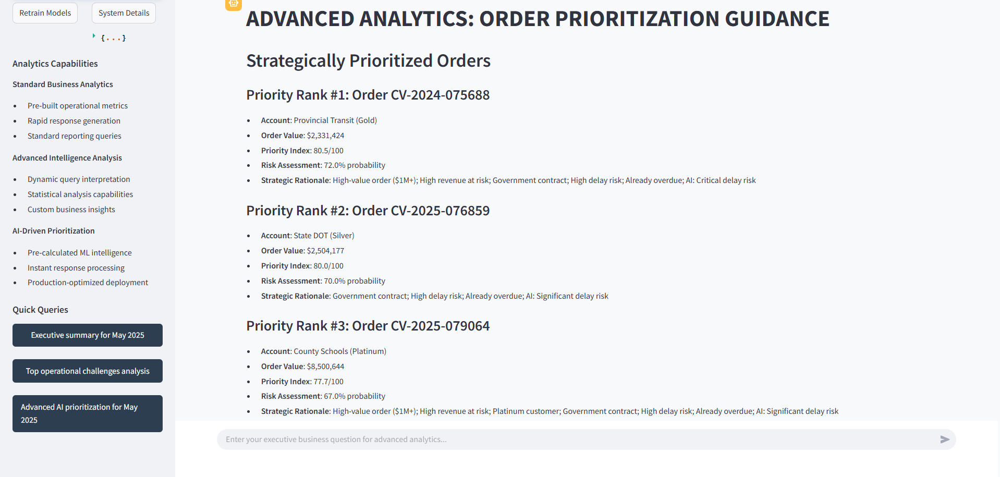 Retrain Models
System Details
{...}
Analytics Capabilities
Standard Business Analytics
Pre-built operational metrics
Rapid response generation
Standard reporting queries
Advanced Intelligence Analysis
Dynamic query interpretation
Statistical analysis capabilities
Custom business insights
AI-Driven Prioritization
Pre-calculated ML intelligence
Instant response processing
Production-optimized deployment
Quick Queries
Executive summary for May 2025
Top operational challenges analysis
Advanced AI prioritization for May
2025
ADVANCED ANALYTICS: ORDER PRIORITIZATION GUIDANCE
Strategically Prioritized Orders
Priority Rank #1: Order CV-2024-075688
Account: Provincial Transit (Gold)
Order Value: $2,331,424
Priority Index: 80.5/100
Risk Assessment: 72.0% probability
Strategic Rationale: High-value order ($1M+); High revenue at risk; Government contract; High delay risk; Already overdue; AI: Critical delay risk
Priority Rank #2: Order CV-2025-076859
Account: State DOT (Silver)
Order Value: $2,504,177
Priority Index: 80.0/100
Risk Assessment: 70.0% probability
Strategic Rationale: Government contract; High delay risk; Already overdue; AI: Significant delay risk
Priority Rank #3: Order CV-2025-079064
Account: County Schools (Platinum)
Order Value: $8,500,644
Priority Index: 77.7/100
Risk Assessment: 67.0% probability
Strategic Rationale: High-value order ($1M+); High revenue at risk; Platinum customer; Government contract; High delay risk; Already overdue; AI: Significant delay risk
Enter your executive business question for advanced analytics...